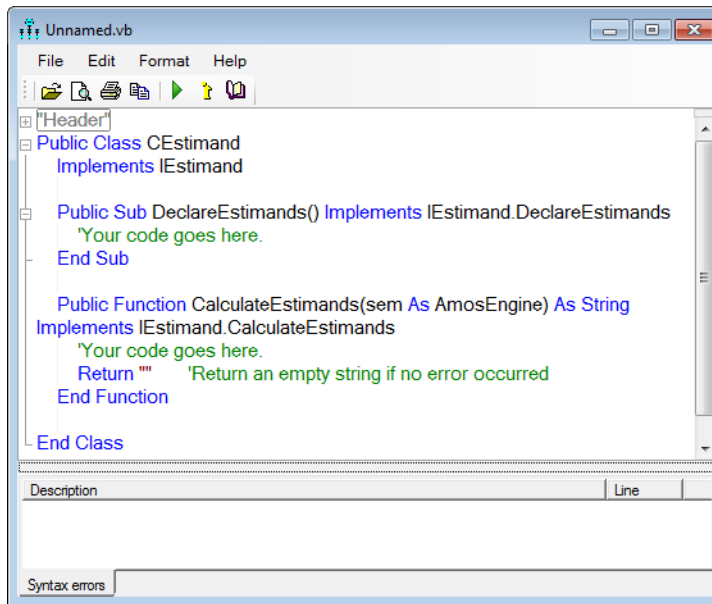 Unnamed.vb
File Edit Format Help
"Header"
Public Class CEstimand
Implements IEstimand
Public Sub DeclareEstimands() Implements IEstimand.DeclareEstimands
'Your code goes here.
End Sub
Public Function CalculateEstimands(sem As AmosEngine) As String
Implements IEstimand.CalculateEstimands
'Your code goes here.
Return "" 'Return an empty string if no error occurred
End Function
End Class
Description Line
Syntax errors